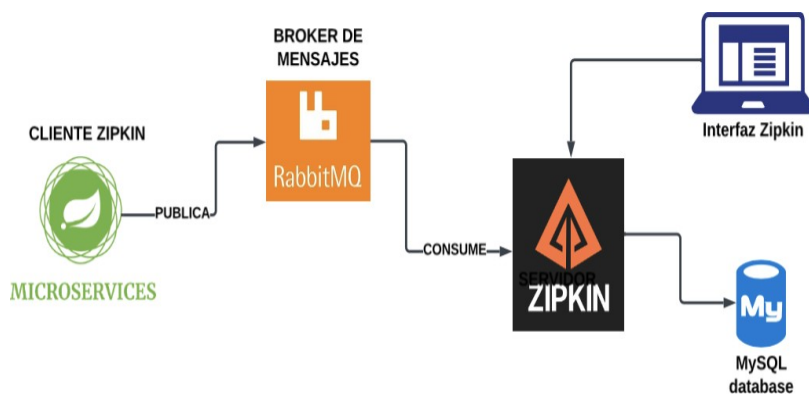 BROKER DE
MENSAJES
RabbitMQ
CLIENTE ZIPKIN
PUBLICA
MICROSERVICES
CONSUME
SERVIDOR
ZIPKIN
Interfaz Zipkin
My
MySQL
database